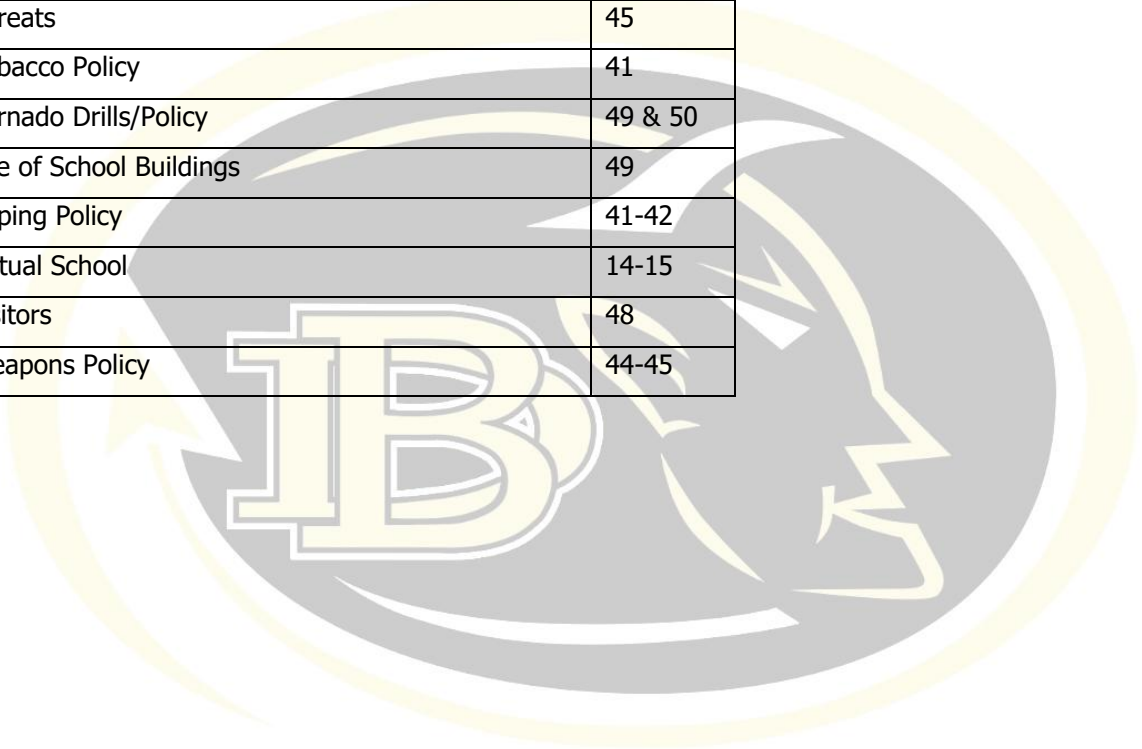 reats 45
bacco Policy 41
rnado Drills/Policy 49 & 50
e of School Buildings 49
ping Policy 41-42
tual School 14-15
sitors 48
eapons Policy 44-45
B